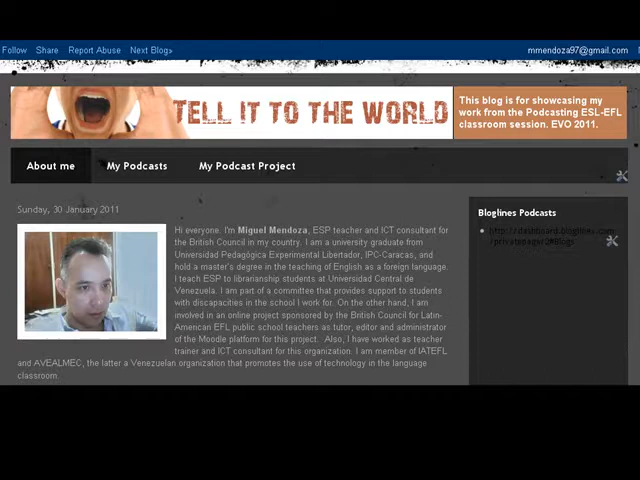 Follow Share Report Abuse Next Blog» mmendoza97@gmail.com
TELL IT TO THE WORLD
This blog is for showcasing my
work from the Podcasting ESL-EFL
classroom session. EVO 2011.
About me My Podcasts My Podcast Project
Sunday, 30 January 2011
Hi everyone. I'm Miguel Mendoza, ESP teacher and ICT consultant for
the British Council in my country. I am a university graduate from
Universidad Pedagógica Experimental Libertador, IPC-Caracas, and
hold a master's degree in the teaching of English as a foreign language.
I teach ESP to librarianship students at Universidad Central de
Venezuela. I am part of a committee that provides support to students
with discapacities in the school I work for. On the other hand, I am
involved in an online project sponsored by the British Council for Latin-
American EFL public school teachers as tutor, editor and administrator
of the Moodle platform for this project. Also, I have worked as teacher
trainer and ICT consultant for this organization. I am member of IATEFL
and AVEALMEC, the latter a Venezuelan organization that promotes the use of technology in the language
classroom.
Bloglines Podcasts
http://dashboard.bloglines.com